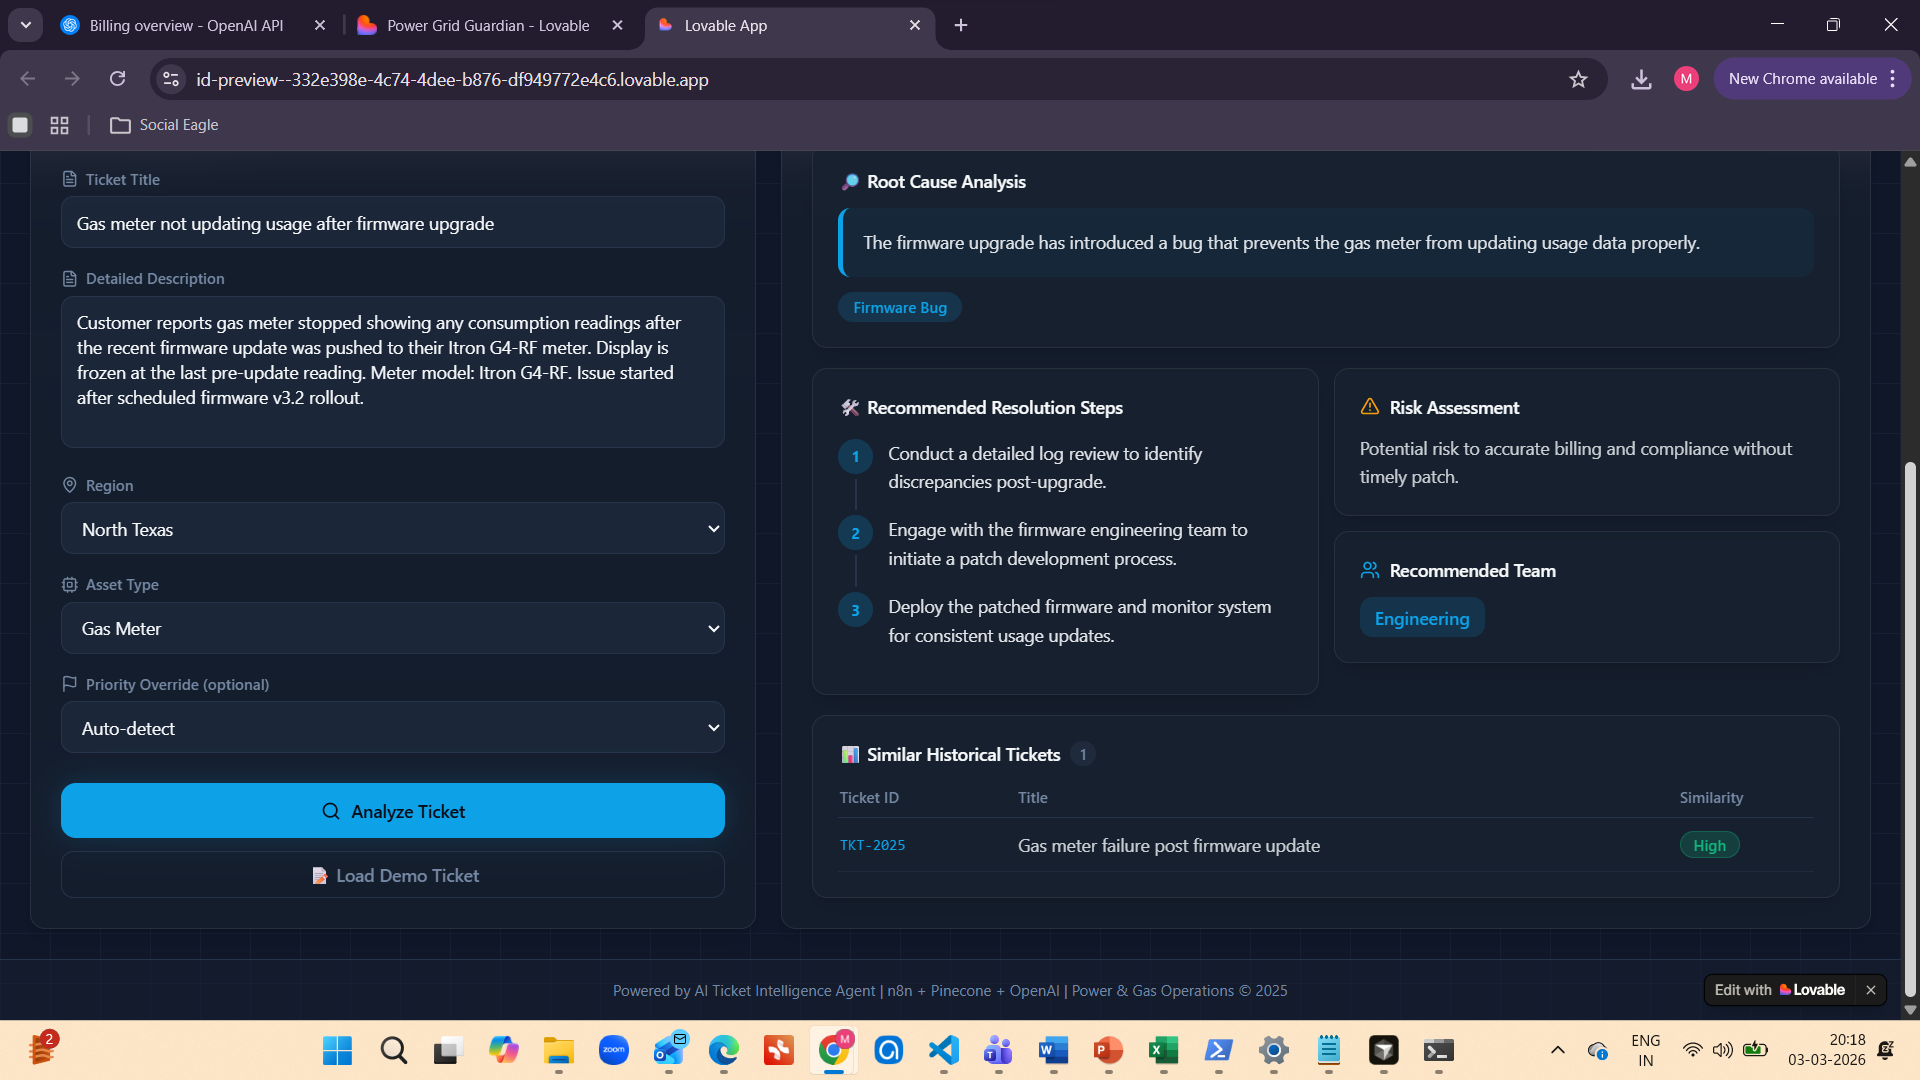 Billing overview - OpenAI API
Power Grid Guardian - Lovable
Lovable App
id-preview--332e398e-4c74-4dee-b876-df949772e4c6.lovable.app
M
New Chrome available
Social Eagle
Ticket Title
Gas meter not updating usage after firmware upgrade
Detailed Description
Customer reports gas meter stopped showing any consumption readings after
the recent firmware update was pushed to their Itron G4-RF meter. Display is
frozen at the last pre-update reading. Meter model: Itron G4-RF. Issue started
after scheduled firmware v3.2 rollout.
Region
North Texas
Asset Type
Gas Meter
Priority Override (optional)
Auto-detect
Analyze Ticket
Load Demo Ticket
Root Cause Analysis
The firmware upgrade has introduced a bug that prevents the gas meter from updating usage data properly.
Firmware Bug
Recommended Resolution Steps
1
Conduct a detailed log review to identify
discrepancies post-upgrade.
2
Engage with the firmware engineering team to
initiate a patch development process.
3
Deploy the patched firmware and monitor system
for consistent usage updates.
Risk Assessment
Potential risk to accurate billing and compliance without
timely patch.
Recommended Team
Engineering
Similar Historical Tickets 1
Ticket ID Title Similarity
TKT-2025 Gas meter failure post firmware update High
Powered by AI Ticket Intelligence Agent | n8n + Pinecone + OpenAI | Power & Gas Operations © 2025
Edit with Lovable
2
zoom
M
ENG
IN
20:18
03-03-2026